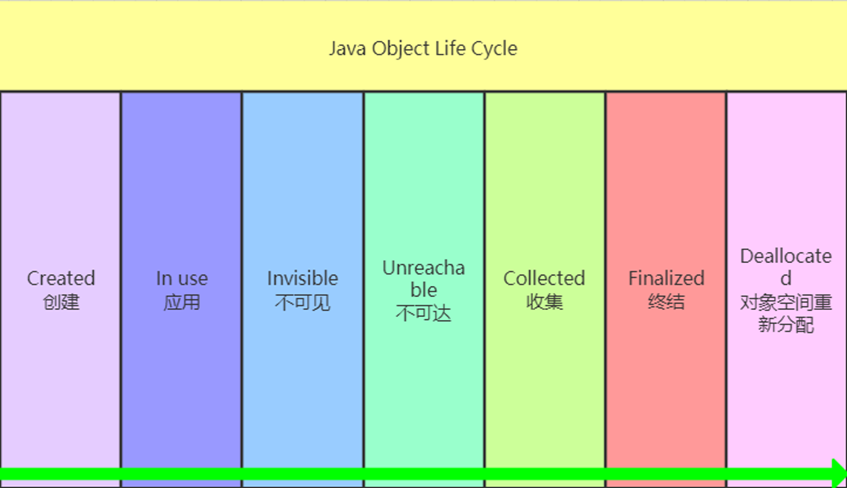 Java Object Life Cycle
Created
创建
In use
应用
Invisible
不可见
Unreacha
ble
不可达
Collected
收集
Finalized
终结
Deallocate
d
对象空间重
新分配